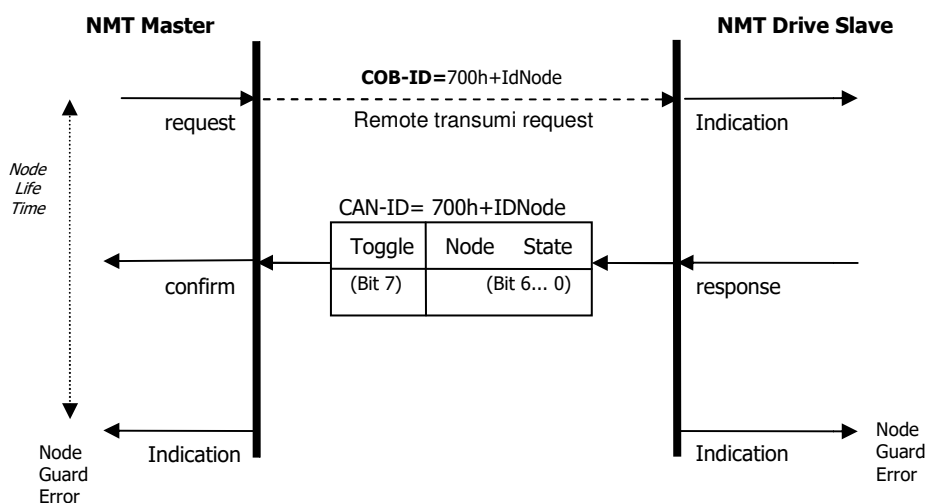 NMT Master
NMT Drive Slave
COB-ID=700h+IdNode
request
Remote transumi request
Indication
Node
Life
Time
CAN-ID= 700h+IDNode
Toggle Node State
(Bit 7) (Bit 6... 0)
confirm
response
Indication
Indication
Node
Guard
Error
Node
Guard
Error